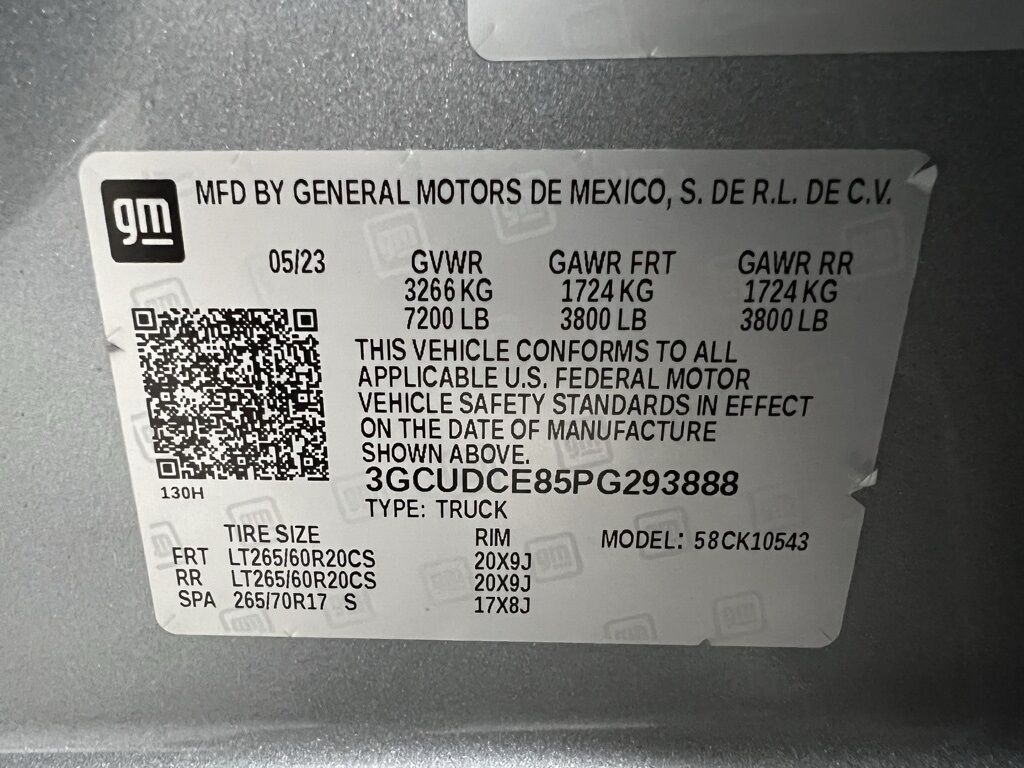 gm
MFD BY GENERAL MOTORS DE MEXICO, S. DE R.L. DE C.V.
05/23 GVWR GAWR FRT GAWR RR
3266 KG 1724 KG 1724 KG
7200 LB 3800 LB 3800 LB
THIS VEHICLE CONFORMS TO ALL
APPLICABLE U.S. FEDERAL MOTOR
VEHICLE SAFETY STANDARDS IN EFFECT
ON THE DATE OF MANUFACTURE
SHOWN ABOVE.
3GCUDCE85PG293888
130H
TYPE: TRUCK
TIRE SIZE RIM MODEL: 58CK10543
FRT LT265/60R20CS 20X9J
RR LT265/60R20CS 20X9J
SPA 265/70R17 S 17X8J